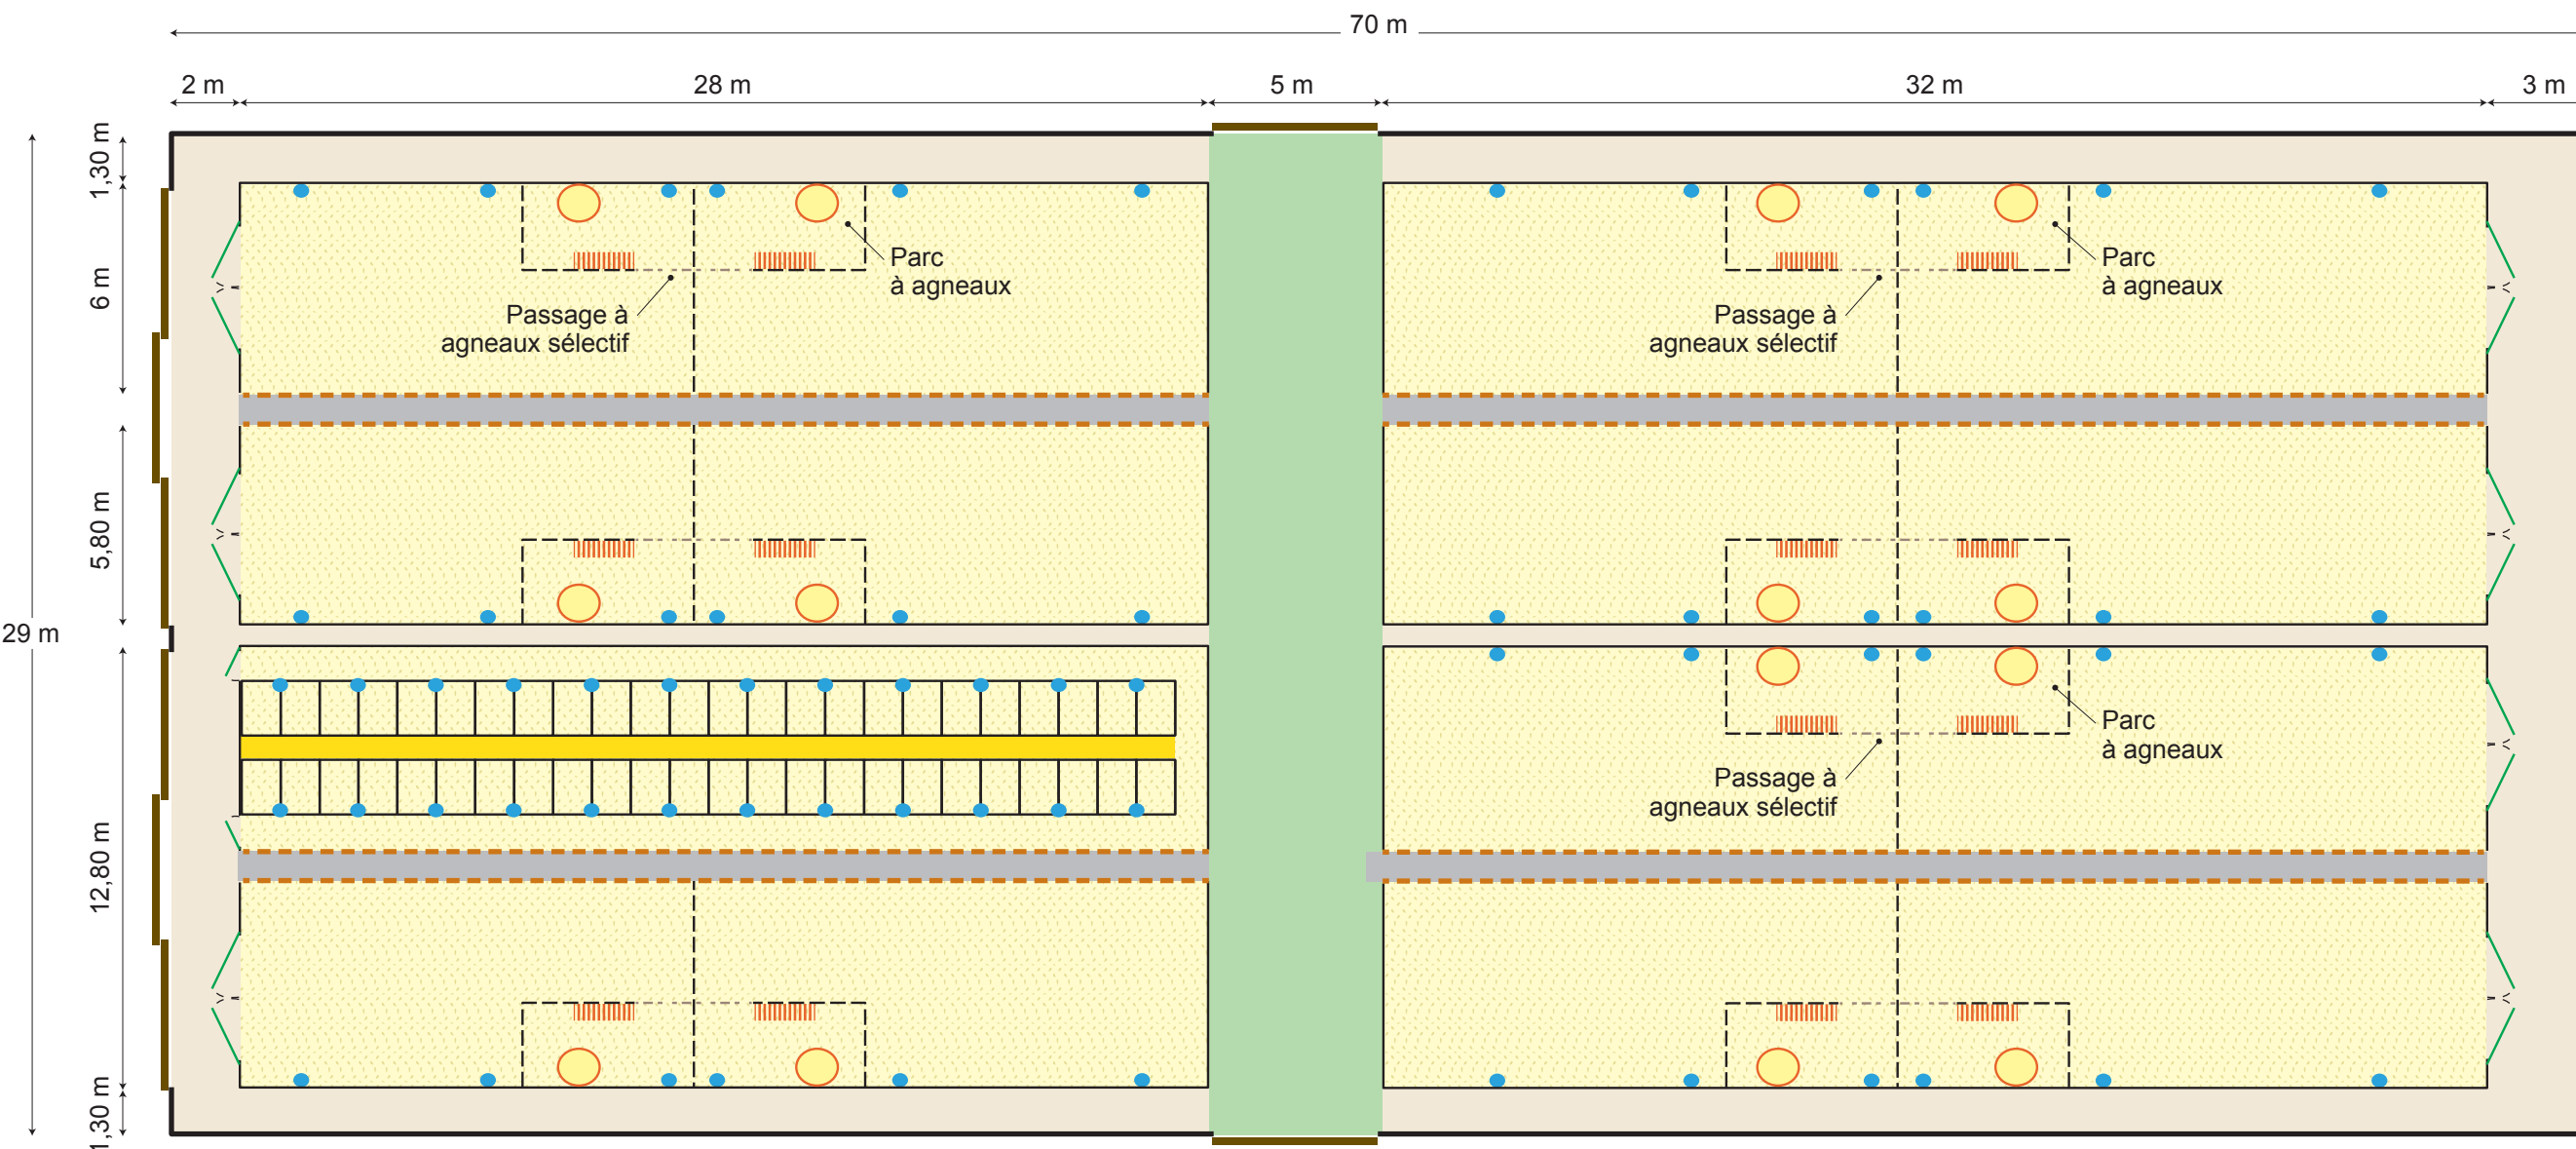 70 m
2 m
28 m
5 m
32 m
3 m
1,30 m
6 m
5,80 m
29 m
12,80 m
1,30 m
Parc
à agneaux
Passage à
agneaux sélectif
Parc
à agneaux
Passage à
agneaux sélectif
Parc
à agneaux
Passage à
agneaux sélectif